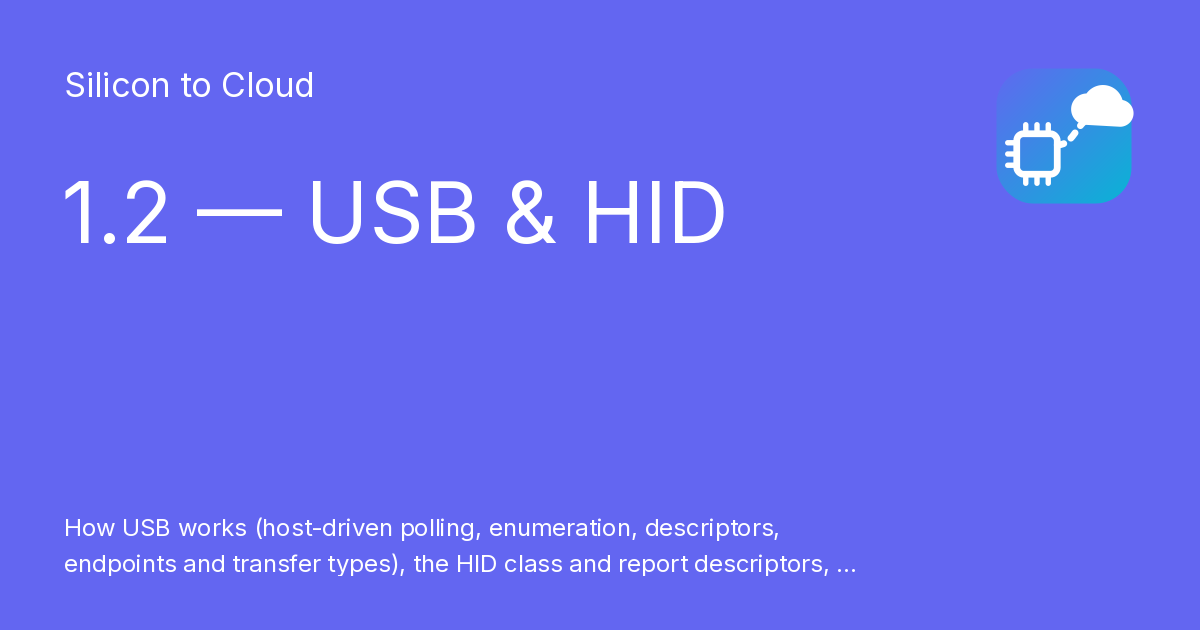 Silicon to Cloud
1.2 — USB & HID
How USB works (host-driven polling, enumeration, descriptors,
endpoints and transfer types), the HID class and report descriptors, …